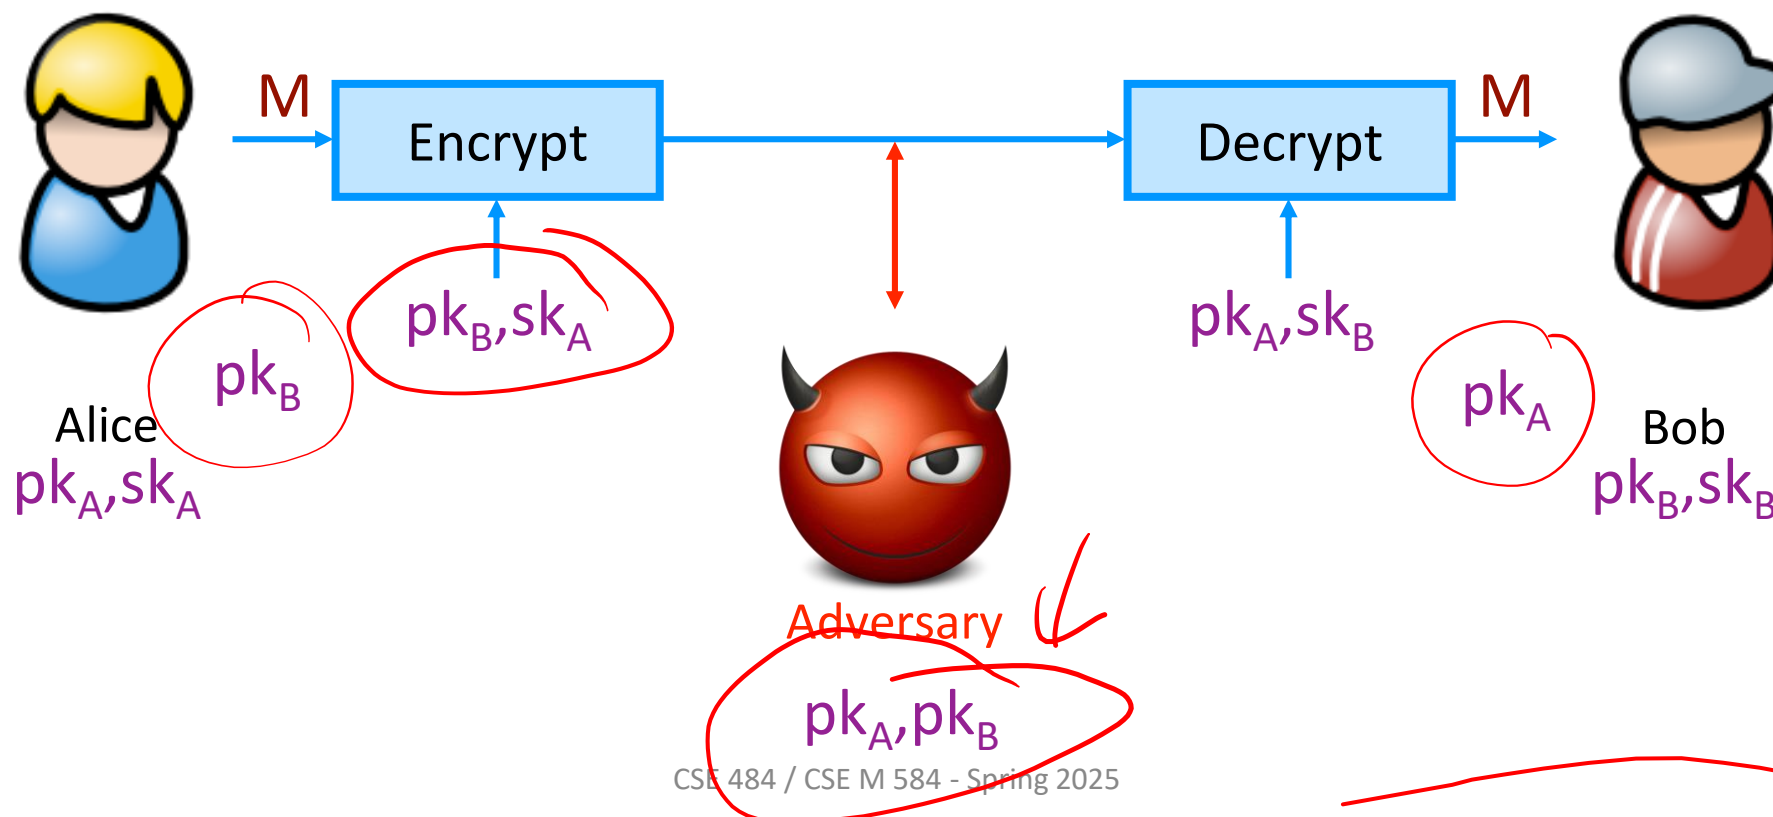 M
Encrypt
Decrypt
M
pkB,skA
pkA,skB
pkB
pkA
Alice
Bob
pkA,skA
pkB,skB
Adversary
pkA,pkB
CSE 484 / CSE M 584 - Spring 2025